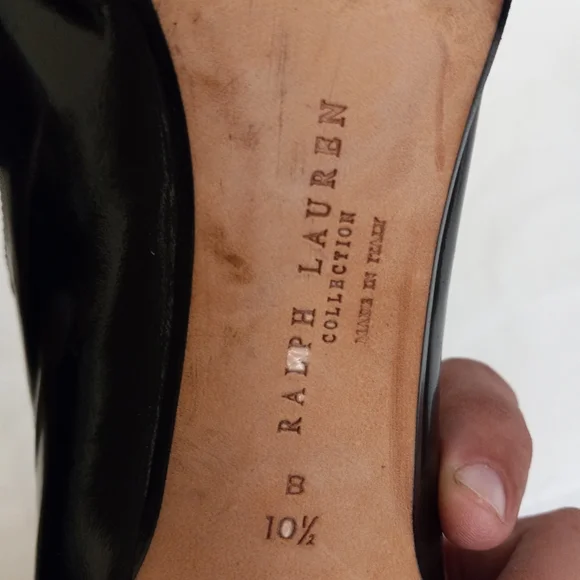 RALPH LAUREN
COLLECTION
MADE IN ITALY
B
10½